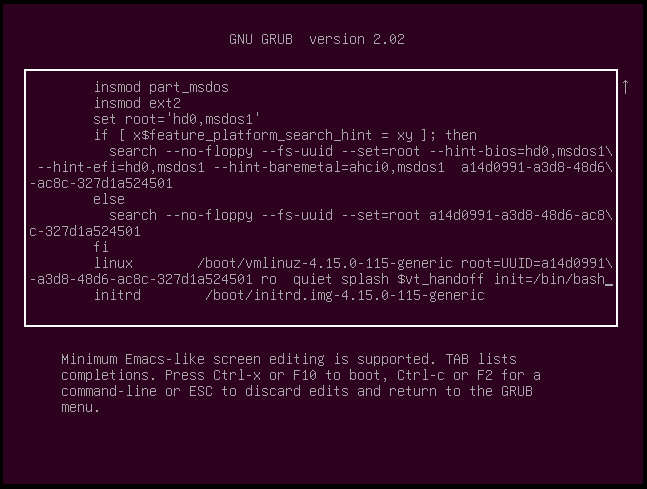 GNU GRUB  version 2.02
insmod part_msdos
insmod ext2
set root='hd0,msdos1'
if [ x$feature_platform_search_hint = xy ]; then
search --no-floppy --fs-uuid --set=root --hint-bios=hd0,msdos1\
--hint-efi=hd0,msdos1 --hint-baremetal=ahci0,msdos1  a14d0991-a3d8-48d6\
-ac8c-327d1a524501
else
search --no-floppy --fs-uuid --set=root a14d0991-a3d8-48d6-ac8\
c-327d1a524501
fi
linux        /boot/vmlinuz-4.15.0-115-generic root=UUID=a14d0991\
-a3d8-48d6-ac8c-327d1a524501 ro  quiet splash $vt_handoff init=/bin/bash_
initrd        /boot/initrd.img-4.15.0-115-generic
Minimum Emacs-like screen editing is supported. TAB lists
completions. Press Ctrl-x or F10 to boot, Ctrl-c or F2 for a
command-line or ESC to discard edits and return to the GRUB
menu.